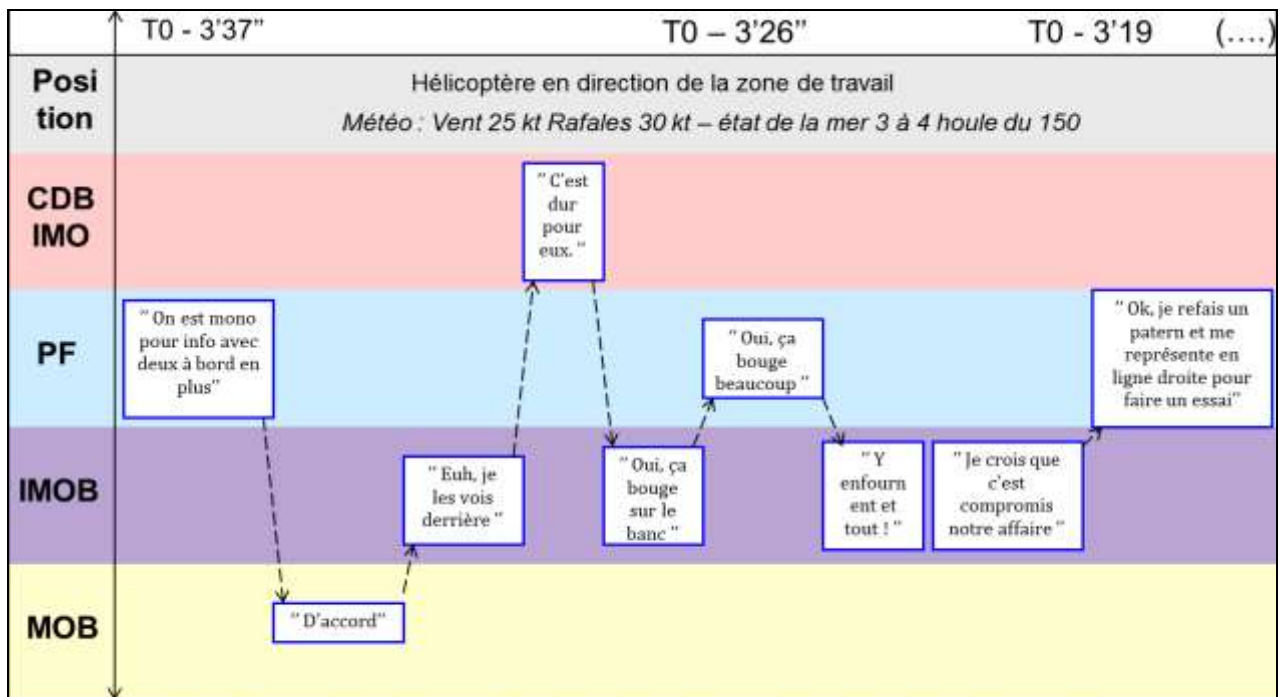 T0 - 3'37" T0 – 3'26" T0 - 3'19 (....)
Posi
tion
Hélicoptère en direction de la zone de travail
Météo : Vent 25 kt Rafales 30 kt – état de la mer 3 à 4 houle du 150
CDB
IMO
" C'est
dur
pour
eux. "
PF
" On est mono
pour info avec
deux à bord en
plus"
" Oui, ça
bouge
beaucoup "
" Ok, je refais un
patern et me
représente en
ligne droite pour
faire un essai"
IMOB
" Euh, je
les vois
derrière "
" Oui, ça
bouge
sur le
banc "
" Y
enfourn
ent et
tout ! "
" Je crois que
c'est
compromis
notre affaire "
MOB
" D'accord"